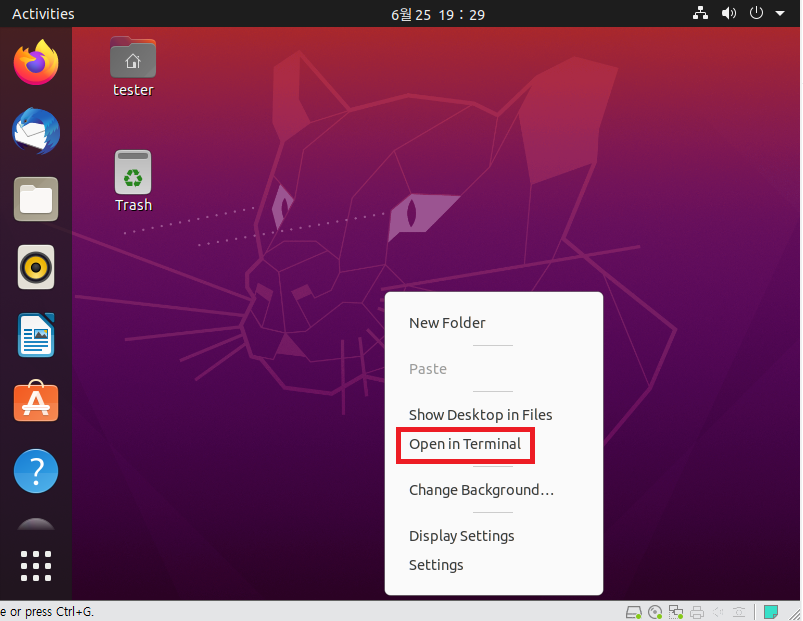 Activities
6월 25 19 : 29
tester
Trash
New Folder
Paste
Show Desktop in Files
Open in Terminal
Change Background…
Display Settings
Settings
e or press Ctrl+G.